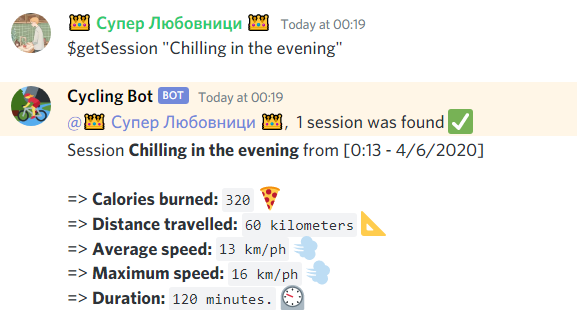 👑 Супер Любовници 👑 Today at 00:19
$getSession "Chilling in the evening"
Cycling Bot BOT Today at 00:19
@👑 Супер Любовници 👑, 1 session was found ✅
Session Chilling in the evening from [0:13 - 4/6/2020]
=> Calories burned: 320 🍕
=> Distance travelled: 60 kilometers 📐
=> Average speed: 13 km/ph 💨
=> Maximum speed: 16 km/ph 💨
=> Duration: 120 minutes. 🕙